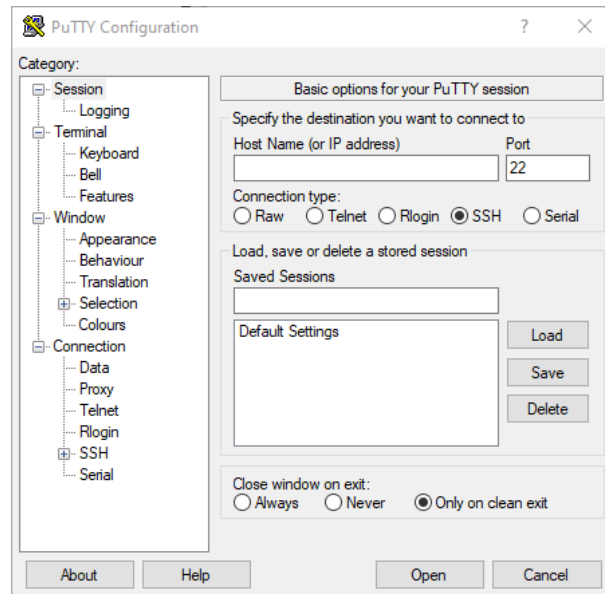 PuTTY Configuration
Category:
Session
Logging
Terminal
Keyboard
Bell
Features
Window
Appearance
Behaviour
Translation
Selection
Colours
Connection
Data
Proxy
Telnet
Rlogin
SSH
Serial
Basic options for your PuTTY session
Specify the destination you want to connect to
Host Name (or IP address) Port
22
Connection type:
Raw Telnet Rlogin SSH Serial
Load, save or delete a stored session
Saved Sessions
Default Settings
Load
Save
Delete
Close window on exit:
Always Never Only on clean exit
About Help Open Cancel